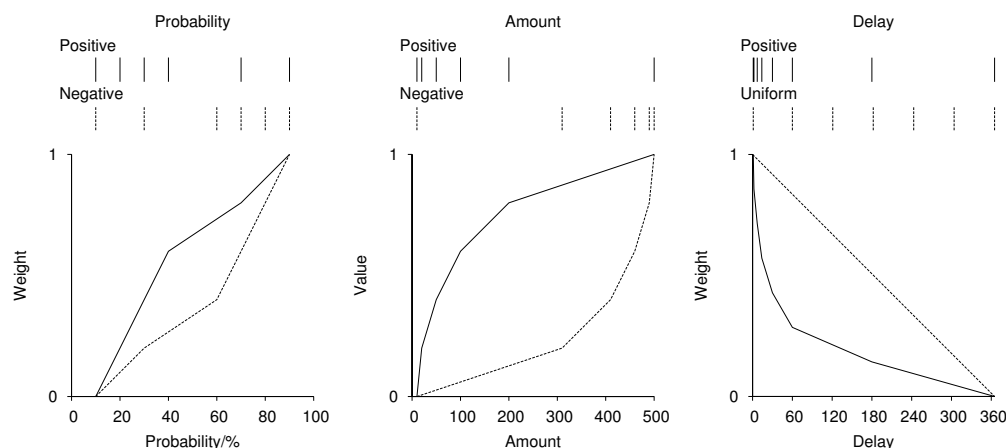 Probability
Positive
Negative
1
0
Weight
0 20 40 60 80 100
Probability/%
Amount
Positive
Negative
1
0
Value
0 100 200 300 400 500
Amount
Delay
Positive
Uniform
1
0
Weight
0 60 120 180 240 300 360
Delay